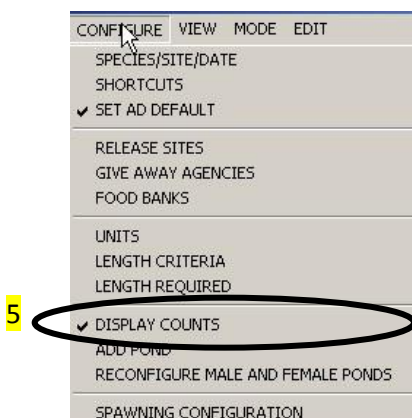 CONFIGURE VIEW MODE EDIT
SPECIES/SITE/DATE
SHORTCUTS
✓ SET AD DEFAULT
RELEASE SITES
GIVE AWAY AGENCIES
FOOD BANKS
UNITS
LENGTH CRITERIA
LENGTH REQUIRED
5 ✓ DISPLAY COUNTS
ADD POND
RECONFIGURE MALE AND FEMALE PONDS
SPAWNING CONFIGURATION